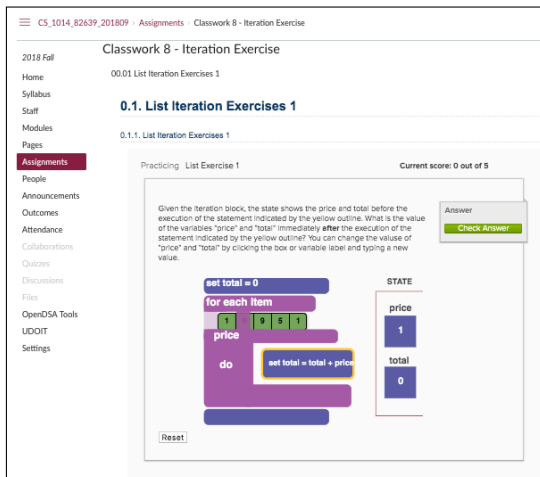 CS_1014_82639_201809 › Assignments › Classwork 8 - Iteration Exercise
2018 Fall
Home
Syllabus
Staff
Modules
Pages
Assignments
People
Announcements
Outcomes
Attendance
Collaborations
Quizzes
Discussions
Files
OpenDSA Tools
UDOIT
Settings
Classwork 8 - Iteration Exercise
00.01 List Iteration Exercises 1
0.1. List Iteration Exercises 1
0.1.1. List Iteration Exercises 1
Practicing List Exercise 1
Current score: 0 out of 5
Given the iteration block, the state shows the price and total before the
execution of the statement indicated by the yellow outline. What is the value
of the variables "price" and "total" immediately after the execution of the
statement indicated by the yellow outline? You can change the valuse of
"price" and "total" by clicking the box or variable label and typing a new
value.
Answer
Check Answer
set total = 0
for each item
1 9 5 1
price
do
set total = total + price
STATE
price
1
total
0
Reset